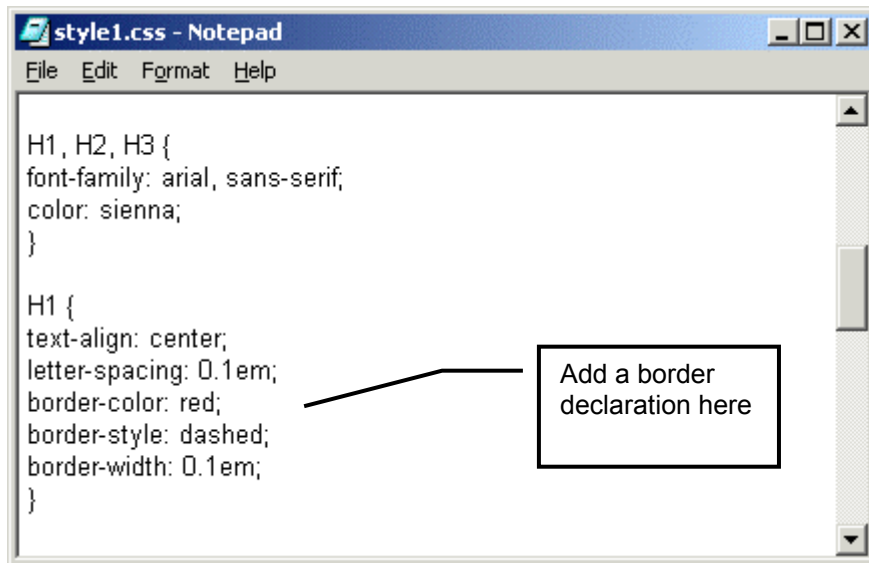 style1.css - Notepad
File Edit Format Help
H1, H2, H3 {
font-family: arial, sans-serif;
color: sienna;
}
H1 {
text-align: center;
letter-spacing: 0.1em;
border-color: red;
border-style: dashed;
border-width: 0.1em;
}
Add a border
declaration here